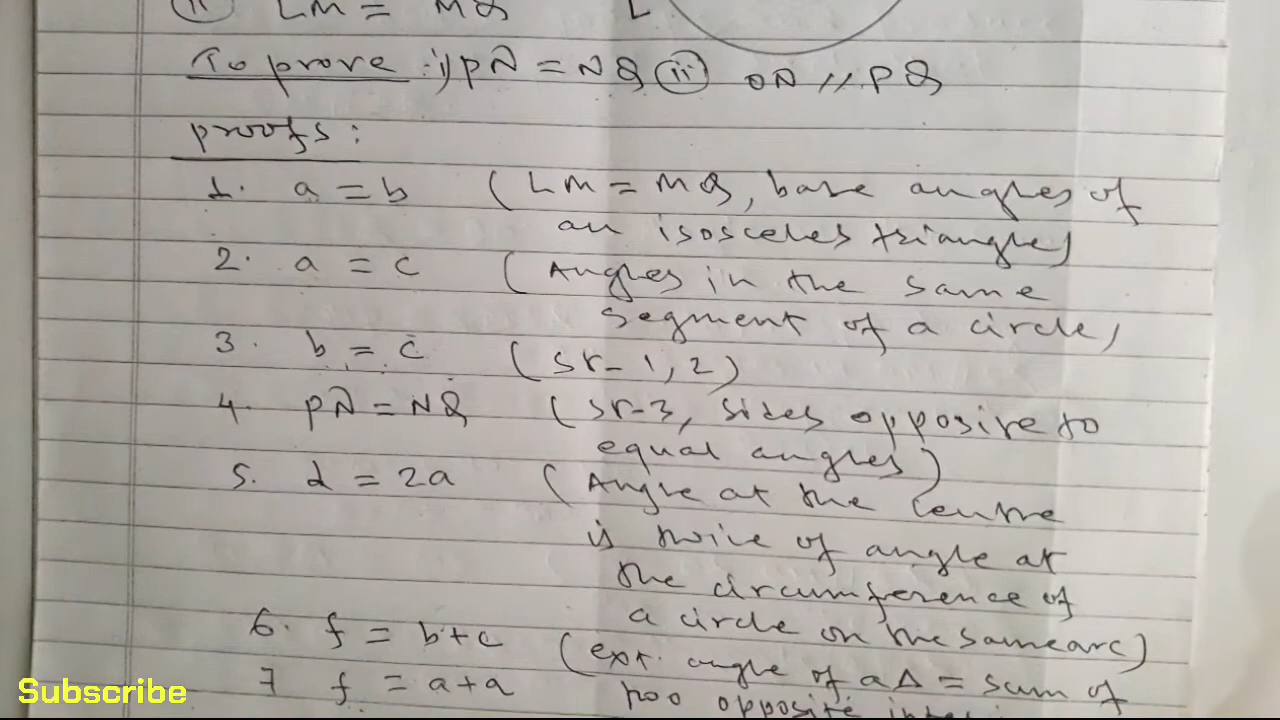 (ii) LM = MQ L
To prove :i) PN = NQ (ii) ON // PQ
proofs:
1. a = b (LM = MQ, base angles of
an isosceles triangle)
2. a = c (Angles in the same
segment of a circle)
3. b = c (sr-1,2)
4. PN = NQ (sr-3, sides opposite to
equal angles)
5. d = 2a (Angle at the centre
is twice of angle at
the circumference of
a circle on the same arc)
6. f = b+c (ext. angle of a Δ = sum of
7 f = a+a two opposite
Subscribe